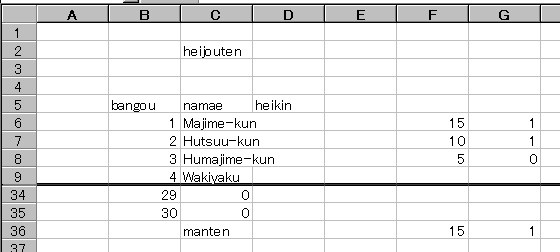 A B C D E F G
1
2 heijouten
3
4
5 bangou namae heikin
6 1 Majime-kun 15 1
7 2 Hutsuu-kun 10 1
8 3 Humajime-kun 5 0
9 4 Wakiyaku
34 29 0
35 30 0
36 manten 15 1
37